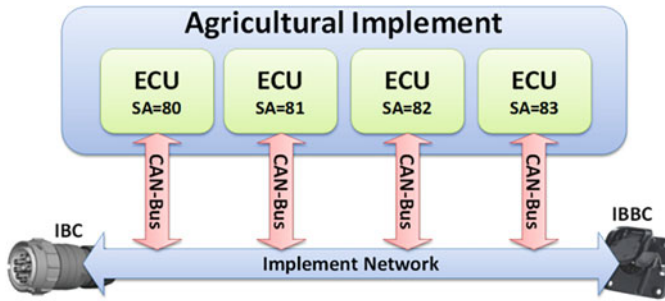 Agricultural Implement
ECU
SA=80
ECU
SA=81
ECU
SA=82
ECU
SA=83
CAN-Bus
CAN-Bus
CAN-Bus
CAN-Bus
IBC
IBBC
Implement Network